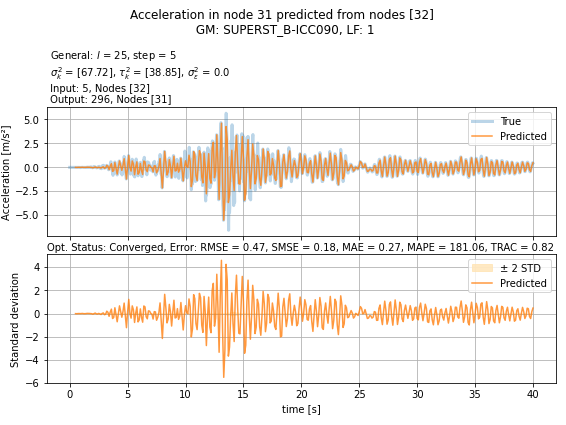 Acceleration in node 31 predicted from nodes [32]
GM: SUPERST_B-ICC090, LF: 1
General: l = 25, step = 5
σ²ₖ = [67.72], τ²ₖ = [38.85], σ²ₑ = 0.0
Input: 5, Nodes [32]
Output: 296, Nodes [31]
5.0
2.5
0.0
−2.5
−5.0
Acceleration [m/s²]
True
Predicted
Opt. Status: Converged, Error: RMSE = 0.47, SMSE = 0.18, MAE = 0.27, MAPE = 181.06, TRAC = 0.82
4
2
0
−2
−4
−6
Standard deviation
± 2 STD
Predicted
0 5 10 15 20 25 30 35 40
time [s]